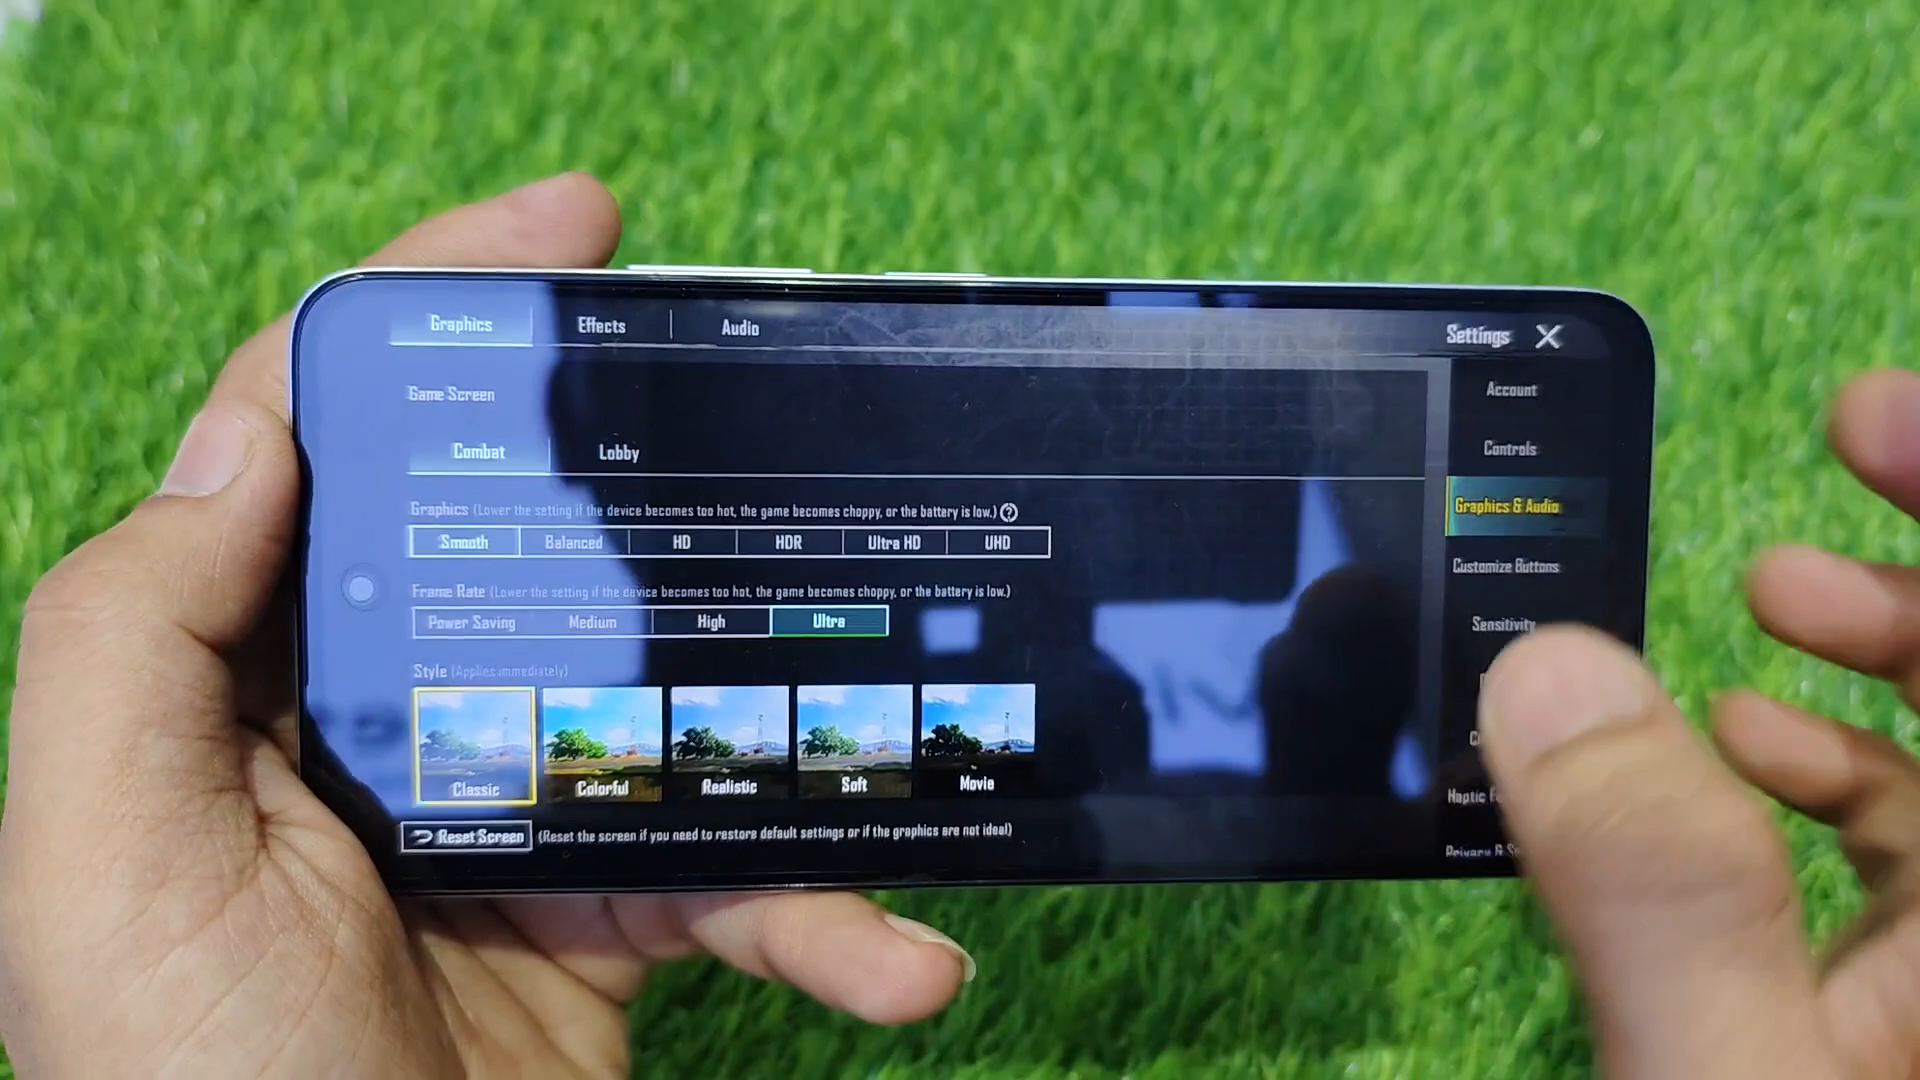 Graphics Effects Audio
Settings
Game Screen
Account
Combat Lobby
Controls
Graphics (Lower the setting if the device becomes too hot, the game becomes choppy, or the battery is low.)
Graphics & Audio
Smooth Balanced HD HDR Ultra HD UHD
Customize Buttons
Frame Rate (Lower the setting if the device becomes too hot, the game becomes choppy, or the battery is low.)
Power Saving Medium High Ultra
Sensitivity
Style (Applies immediately)
Classic Colorful Realistic Soft Movie
Haptic
Reset Screen (Reset the screen if you need to restore default settings or if the graphics are not ideal)
Privacy &